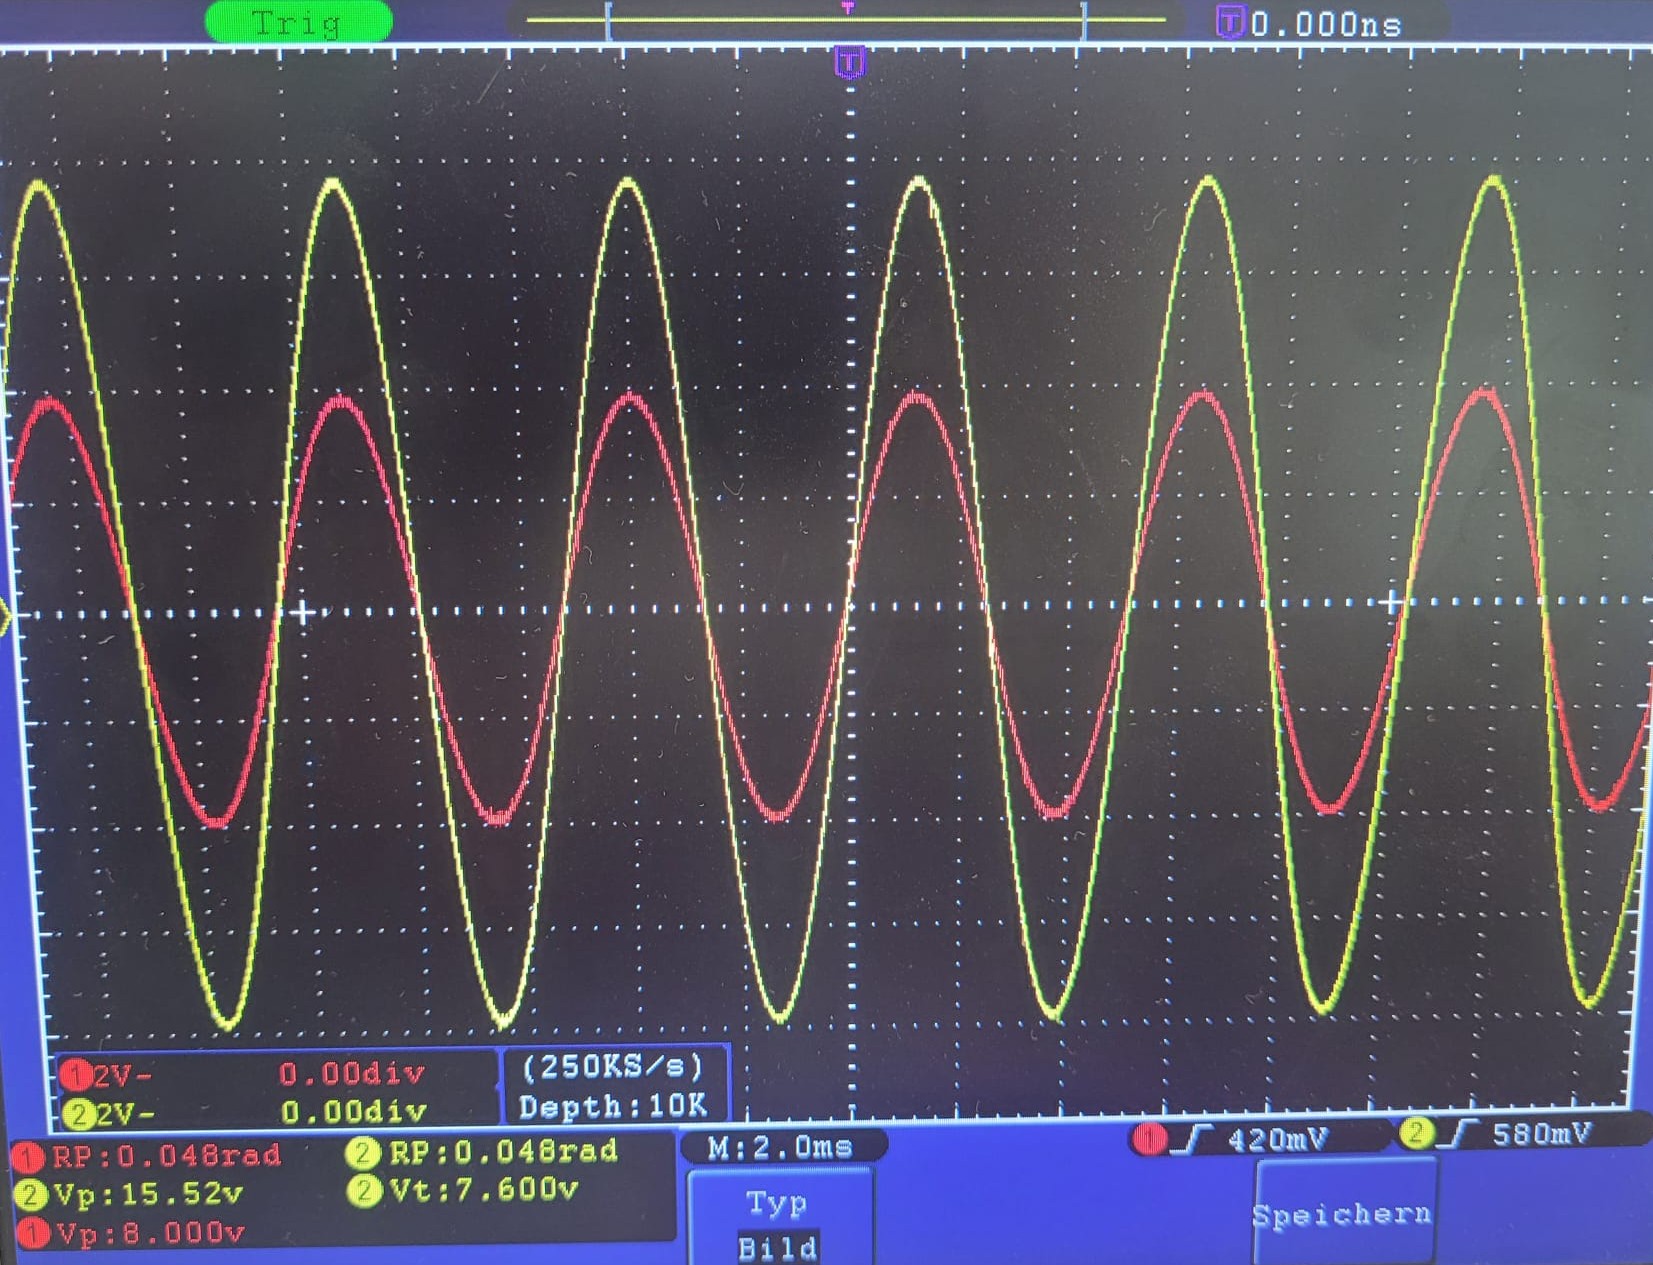 Trig T 0.000ns
T
1 2V- 0.00div
2 2V- 0.00div
(250KS/s)
Depth:10K
1 RP:0.048rad 2 RP:0.048rad
2 Vp:15.52v 2 Vt:7.600v
1 Vp:8.000v
M:2.0ms
1 420mV 2 580mV
Typ
Bild
Speichern